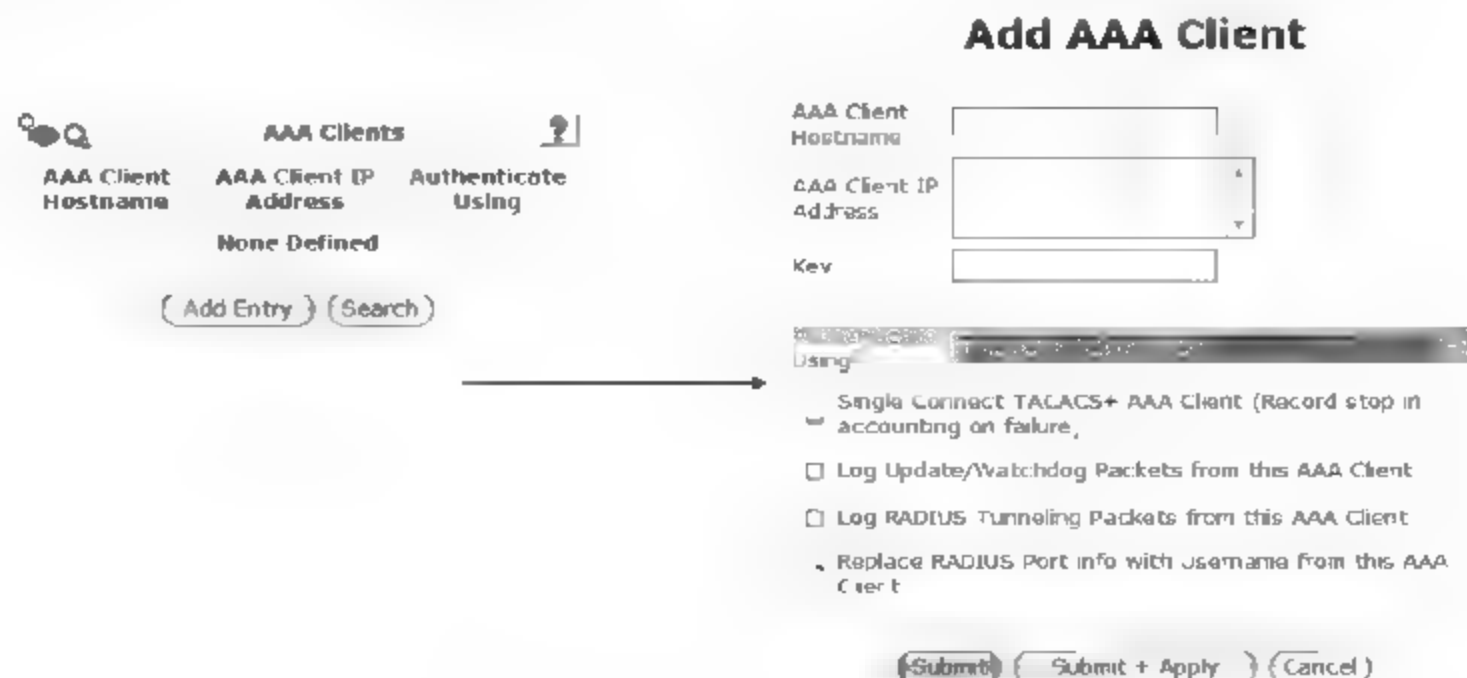 Add AAA Client
AAA Clients
?
AAA Client Hostname
AAA Client IP Address
Authenticate Using
None Defined
Add Entry
Search
AAA Client
Hostname
AAA Client IP
Address
Key
Using
Single Connect TACACS+ AAA Client (Record stop in
accounting on failure)
Log Update/Watchdog Packets from this AAA Client
Log RADIUS Tunneling Packets from this AAA Client
Replace RADIUS Port info with Username from this AAA
Client
Submit
Submit + Apply
Cancel